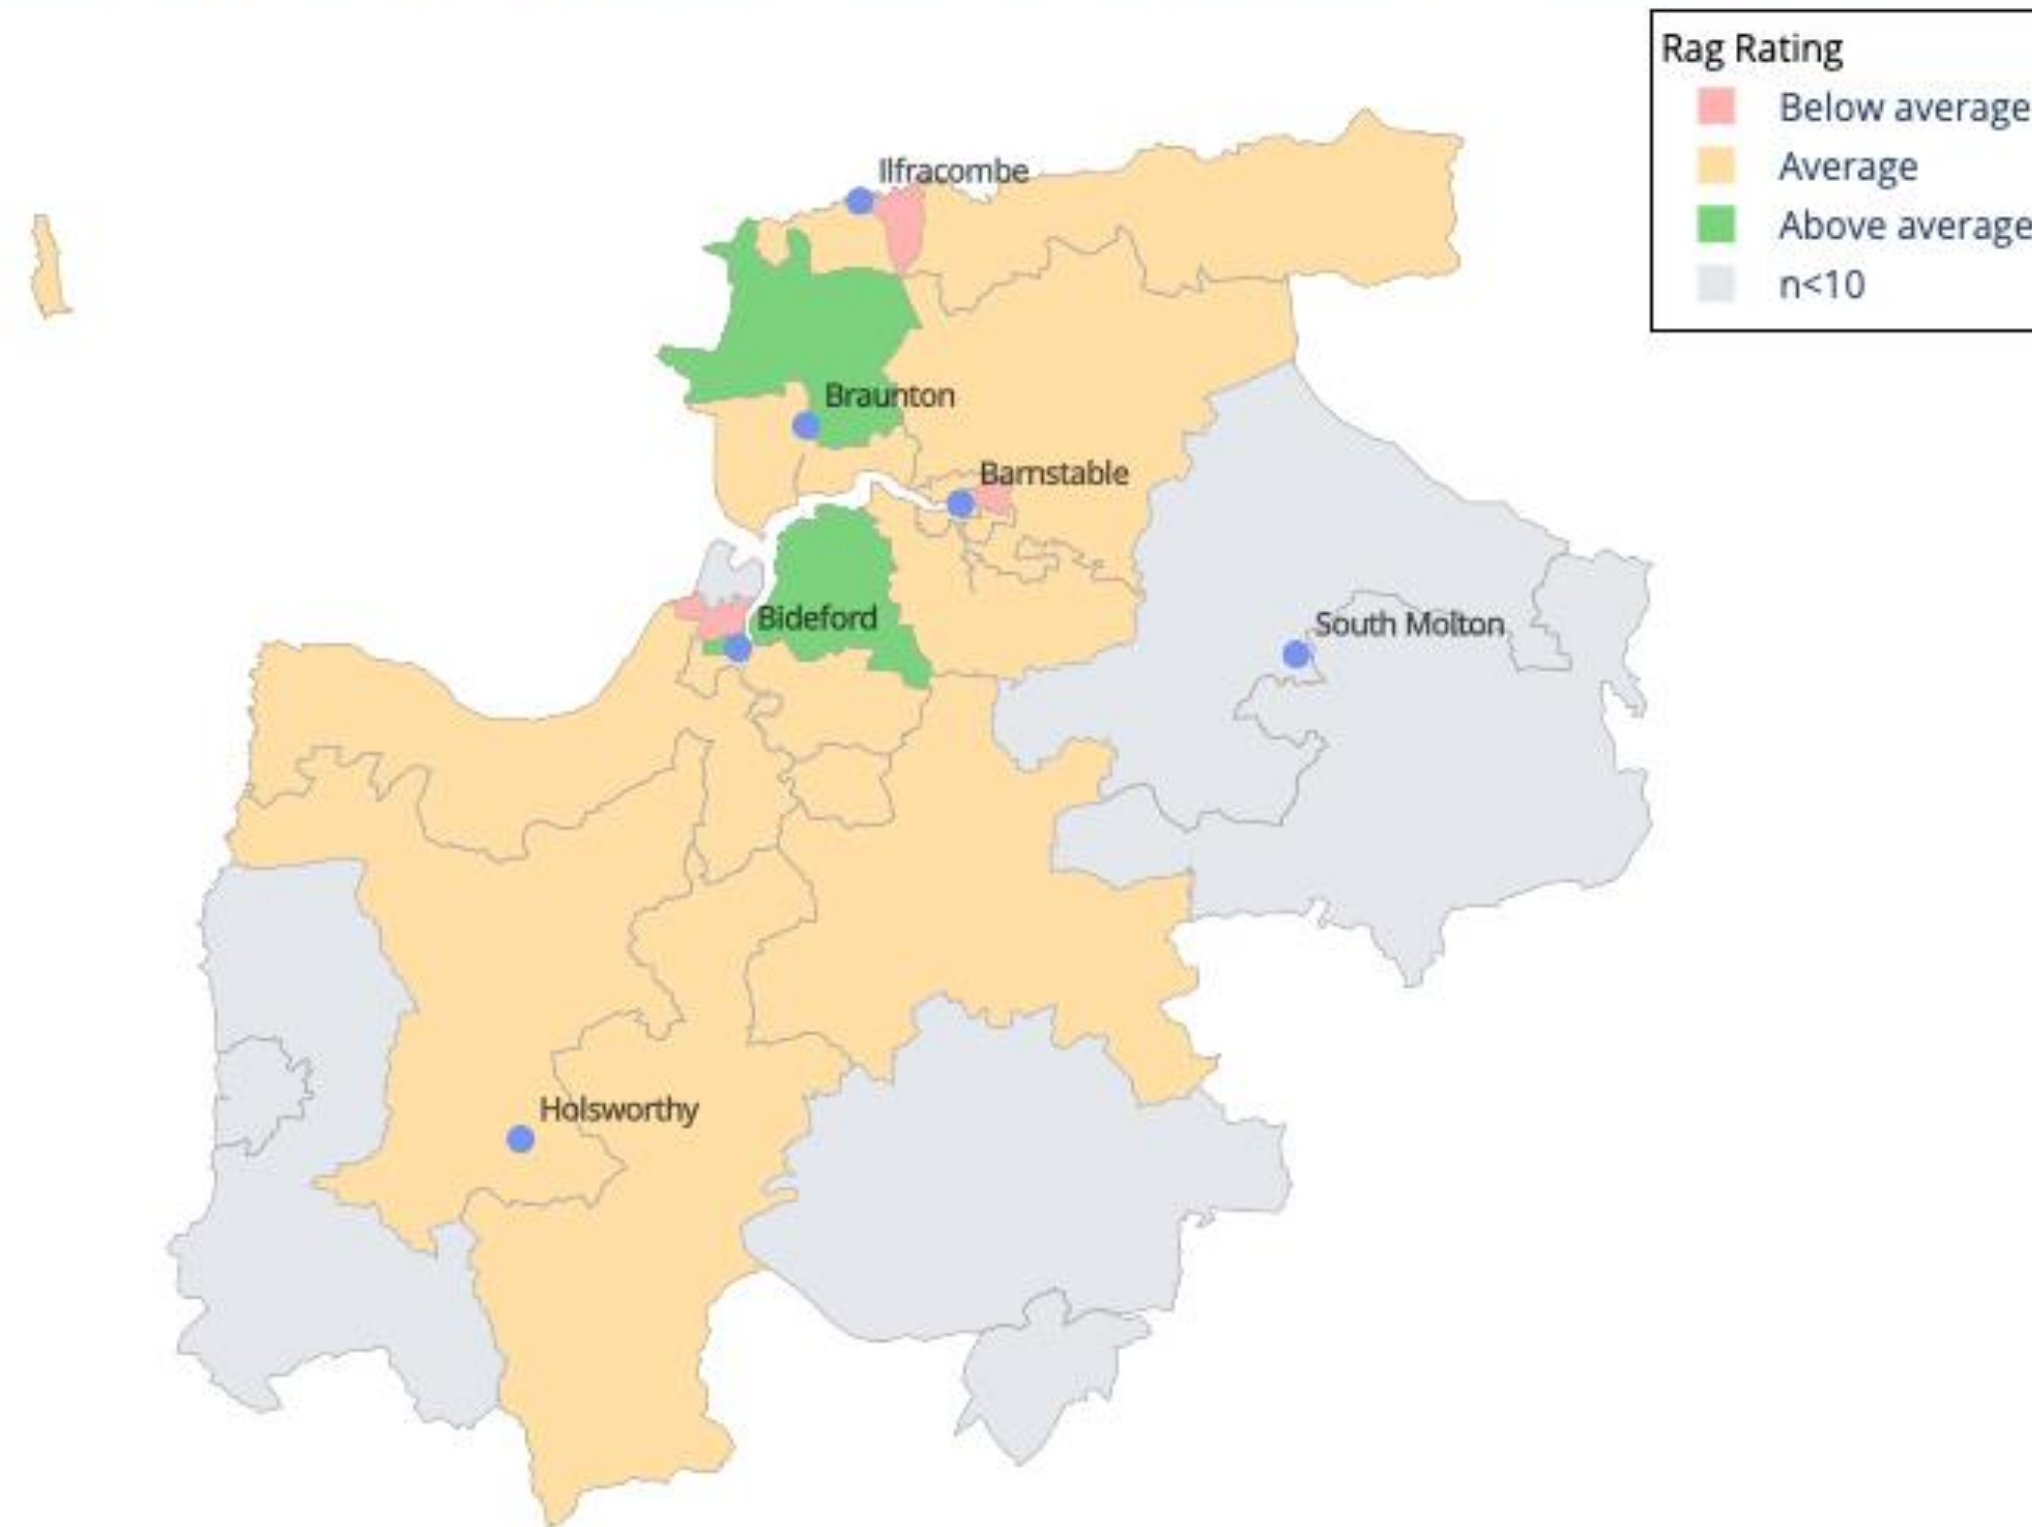 Rag Rating
Below average
Average
Above average
n<10
Ilfracombe
Braunton
Barnstable
Bideford
South Molton
Holsworthy